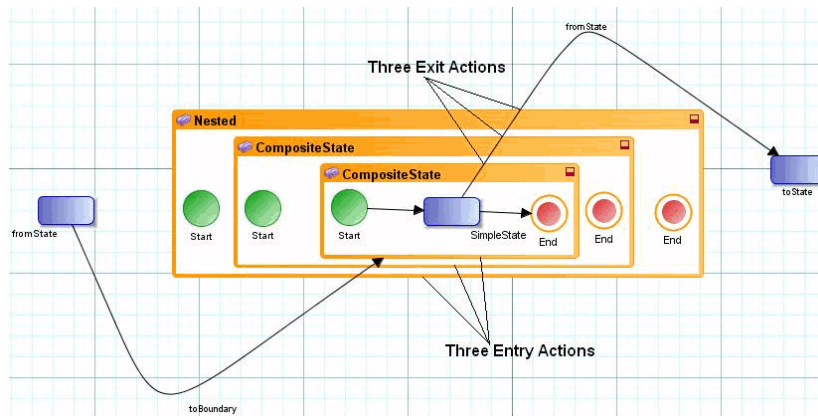 fromState
Three Exit Actions
Nested
CompositeState
CompositeState
toState
fromState
Start
Start
Start
SimpleState
End
End
End
Three Entry Actions
toBoundary